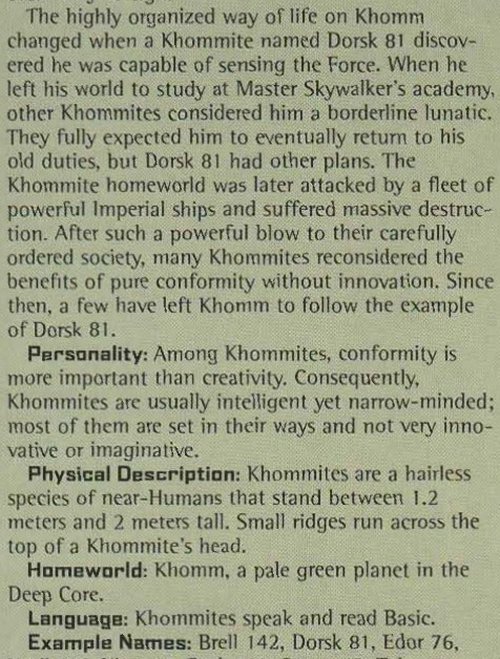 The highly organized way of life on Khomm
changed when a Khommite named Dorsk 81 discov-
ered he was capable of sensing the Force. When he
left his world to study at Master Skywalker's academy,
other Khommites considered him a borderline lunatic.
They fully expected him to eventually return to his
old duties, but Dorsk 81 had other plans. The
Khommite homeworld was later attacked by a fleet of
powerful Imperial ships and suffered massive destruc-
tion. After such a powerful blow to their carefully
ordered society, many Khommites reconsidered the
benefits of pure conformity without innovation. Since
then, a few have left Khomm to follow the example
of Dorsk 81.
Personality: Among Khommites, conformity is
more important than creativity. Consequently,
Khommites are usually intelligent yet narrow-minded;
most of them are set in their ways and not very inno-
vative or imaginative.
Physical Description: Khommites are a hairless
species of near-Humans that stand between 1.2
meters and 2 meters tall. Small ridges run across the
top of a Khommite's head.
Homeworld: Khomm, a pale green planet in the
Deep Core.
Language: Khommites speak and read Basic.
Example Names: Brell 142, Dorsk 81, Edor 76,